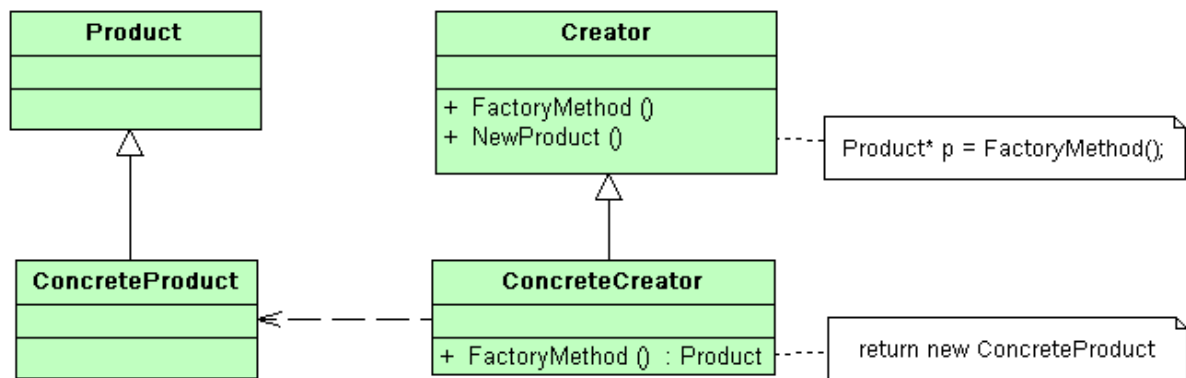 Product
Creator
+ FactoryMethod ()
+ NewProduct ()
Product* p = FactoryMethod();
ConcreteProduct
ConcreteCreator
+ FactoryMethod () : Product
return new ConcreteProduct